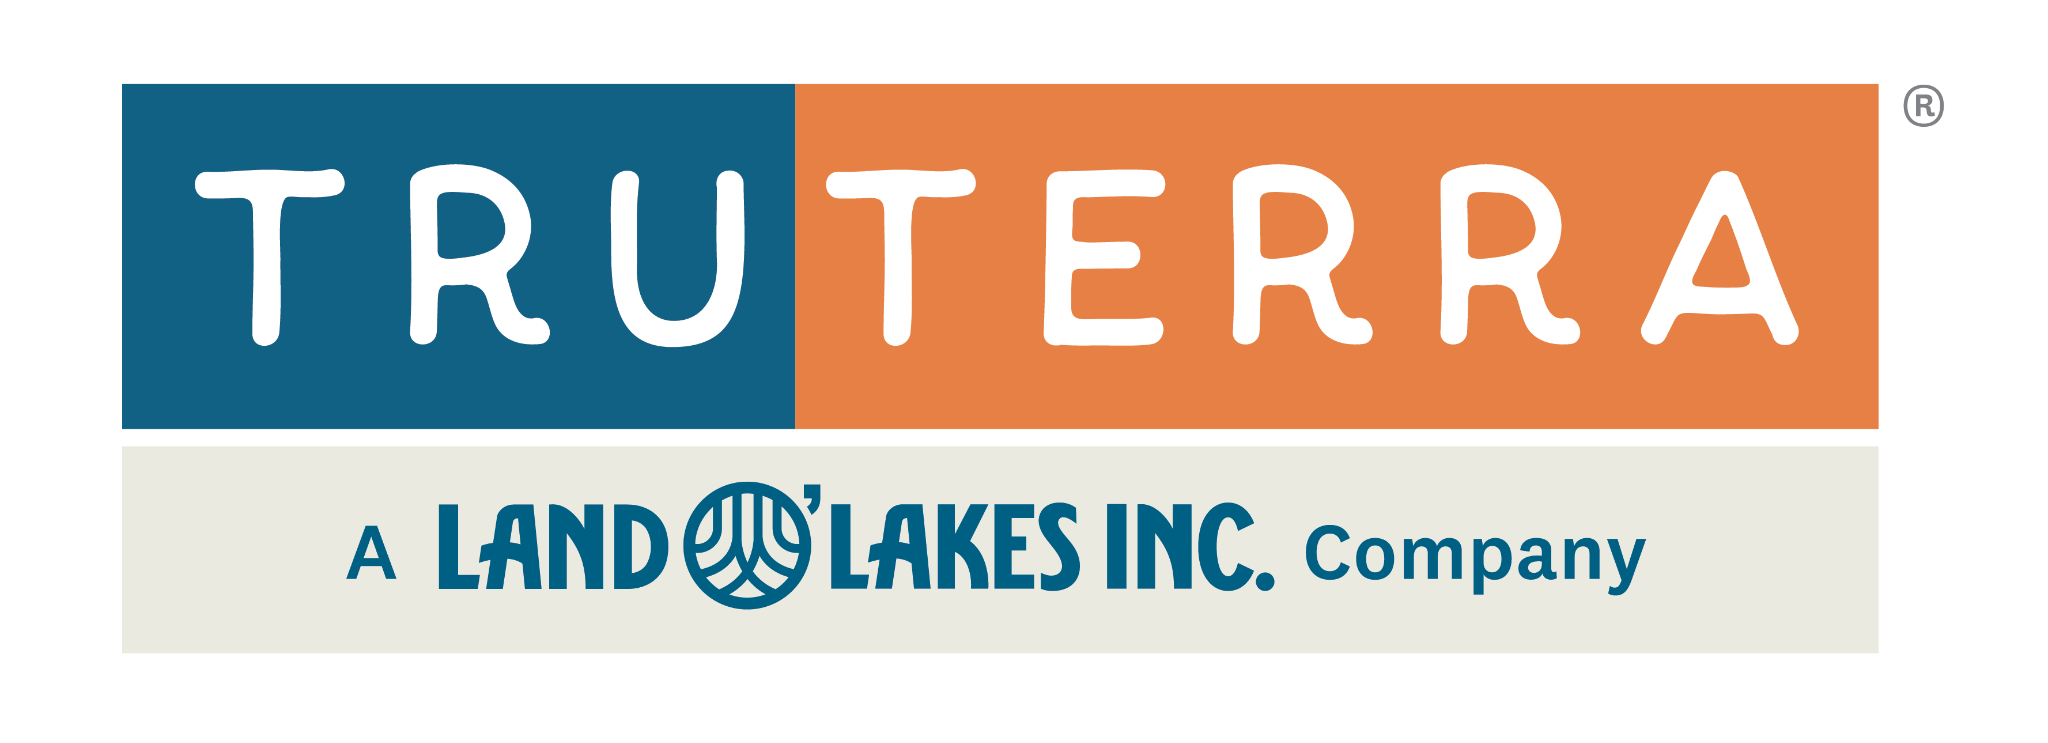 TRUTERRA®
A LAND O'LAKES INC. Company